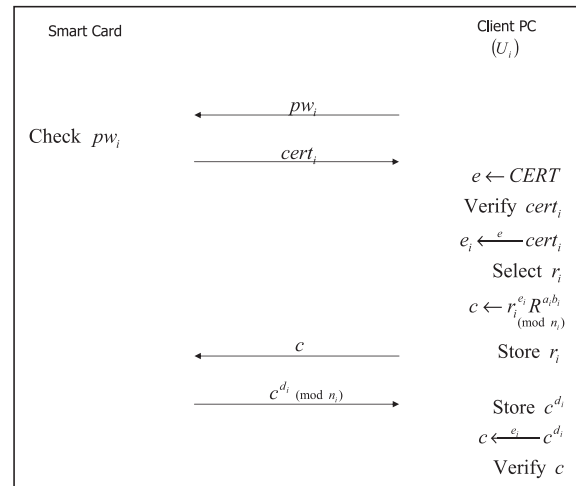 Smart Card
Client PC
(U_i)
pw_i
Check pw_i
cert_i
e ← CERT
Verify cert_i
e_i ←^e cert_i
Select r_i
c ← r_i^{e_i} R^{a_i b_i} (mod n_i)
c
Store r_i
c^{d_i} (mod n_i)
Store c^{d_i}
c ←^{e_i} c^{d_i}
Verify c